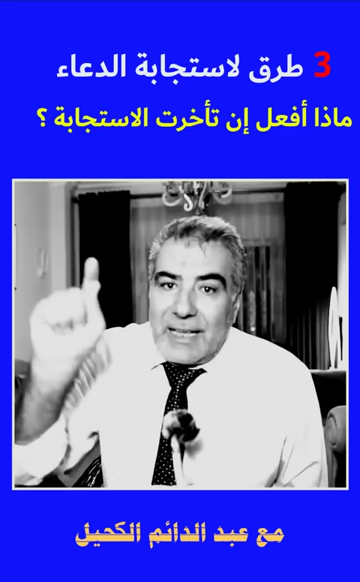 3 طرق لاستجابة الدعاء
ماذا أفعل إن تأخرت الاستجابة ؟
مع عبد الدائم الكحيل